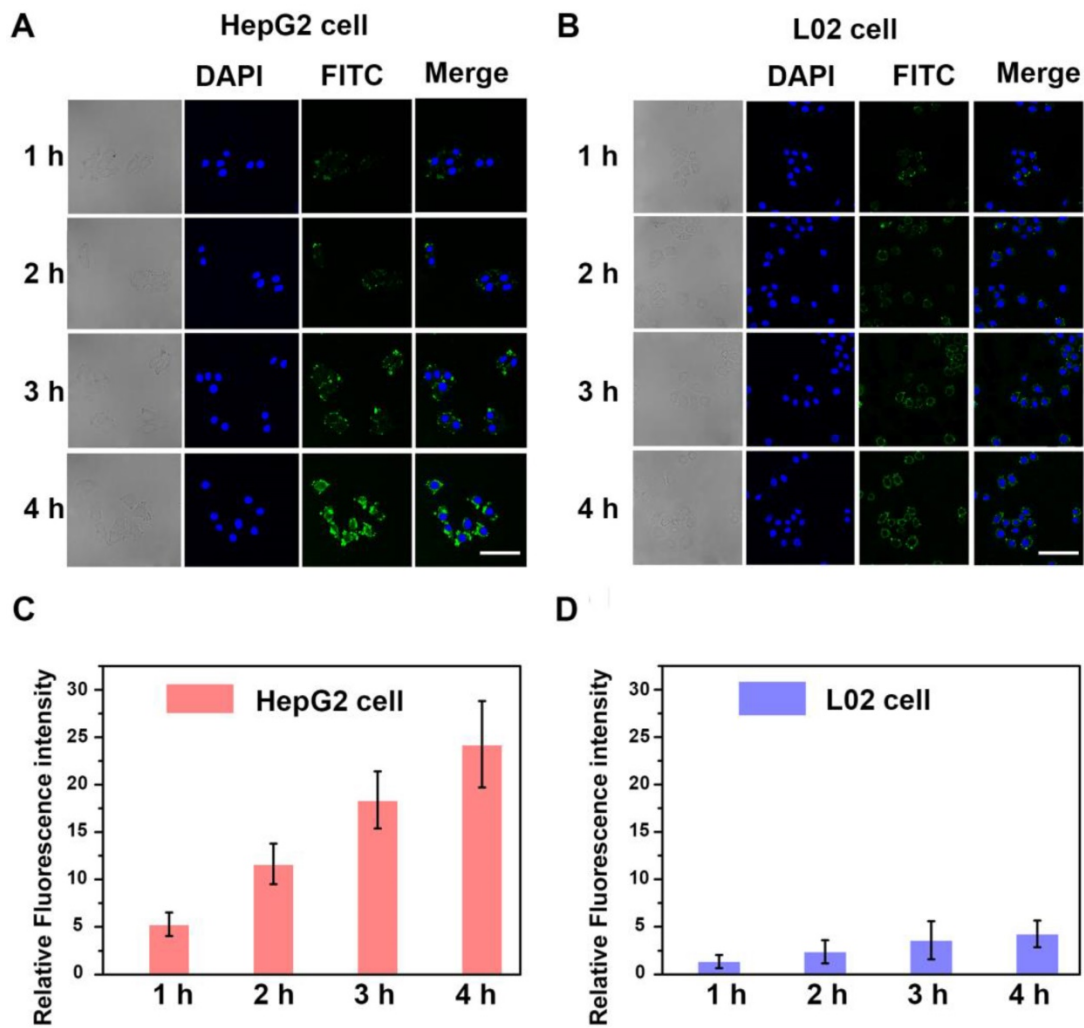 A
HepG2 cell
DAPI FITC Merge
1 h
2 h
3 h
4 h
B
L02 cell
DAPI FITC Merge
1 h
2 h
3 h
4 h
C
Relative Fluorescence intensity
30
25
20
15
10
5
0
HepG2 cell
1 h 2 h 3 h 4 h
D
Relative Fluorescence intensity
30
25
20
15
10
5
0
L02 cell
1 h 2 h 3 h 4 h